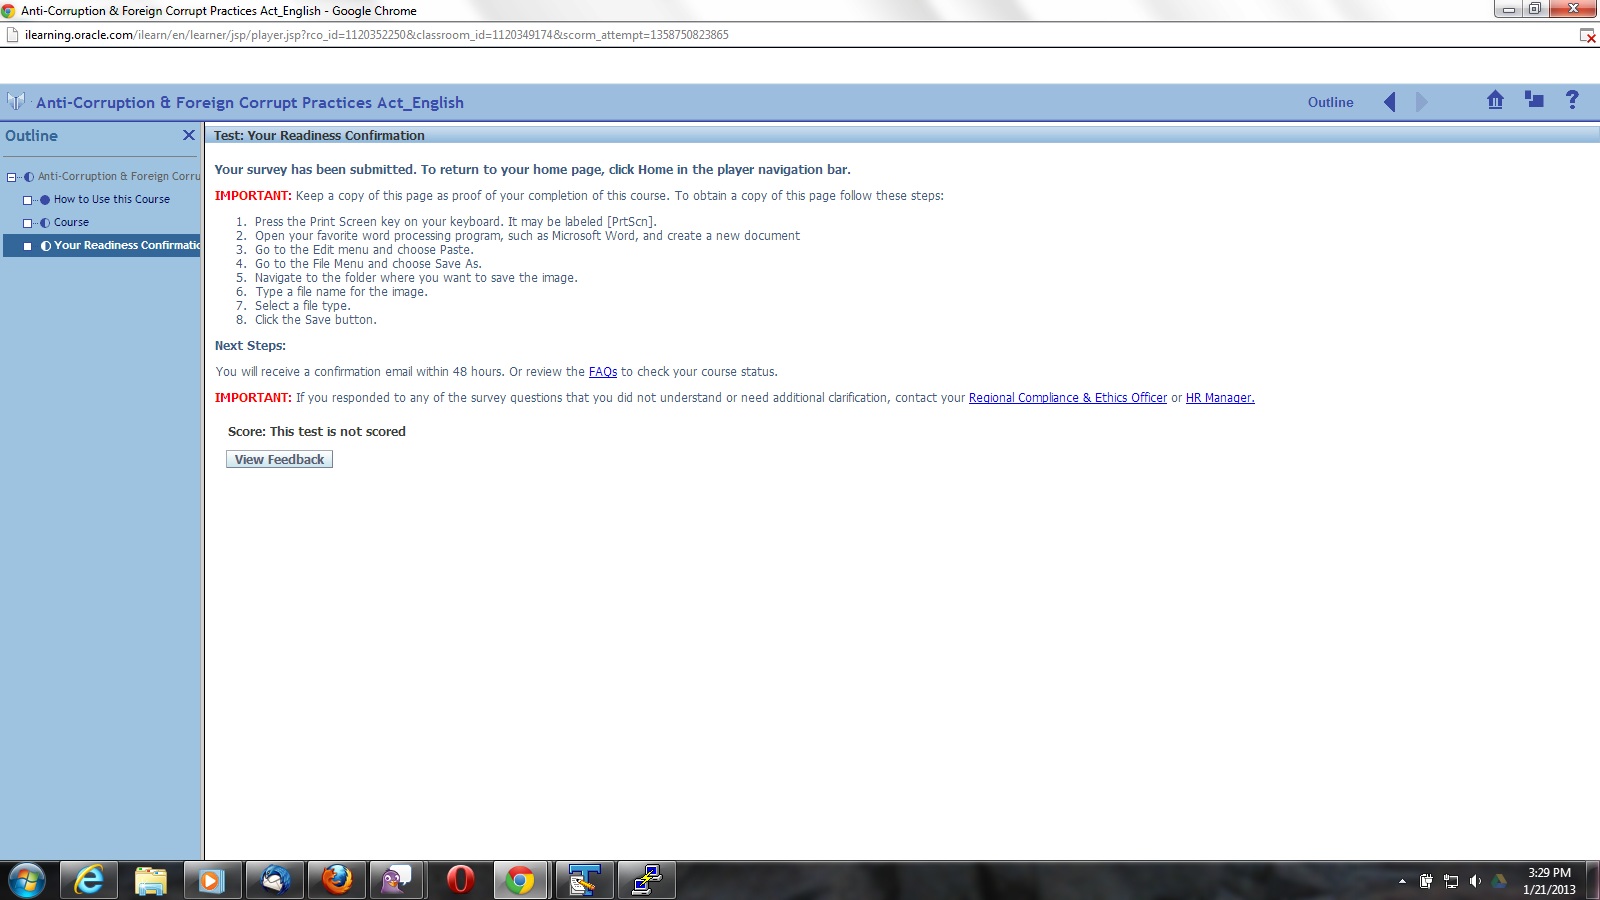 Anti-Corruption & Foreign Corrupt Practices Act_English - Google Chrome
ilearning.oracle.com/ilearn/en/learner/jsp/player.jsp?rco_id=1120352250&classroom_id=1120349174&scorm_attempt=1358750823865
Anti-Corruption & Foreign Corrupt Practices Act_English
Outline
Outline
Anti-Corruption & Foreign Corru
How to Use this Course
Course
Your Readiness Confirmatio
Test: Your Readiness Confirmation
Your survey has been submitted. To return to your home page, click Home in the player navigation bar.
IMPORTANT: Keep a copy of this page as proof of your completion of this course. To obtain a copy of this page follow these steps:
1. Press the Print Screen key on your keyboard. It may be labeled [PrtScn].
2. Open your favorite word processing program, such as Microsoft Word, and create a new document
3. Go to the Edit menu and choose Paste.
4. Go to the File Menu and choose Save As.
5. Navigate to the folder where you want to save the image.
6. Type a file name for the image.
7. Select a file type.
8. Click the Save button.
Next Steps:
You will receive a confirmation email within 48 hours. Or review the FAQs to check your course status.
IMPORTANT: If you responded to any of the survey questions that you did not understand or need additional clarification, contact your Regional Compliance & Ethics Officer or HR Manager.
Score: This test is not scored
View Feedback
3:29 PM
1/21/2013